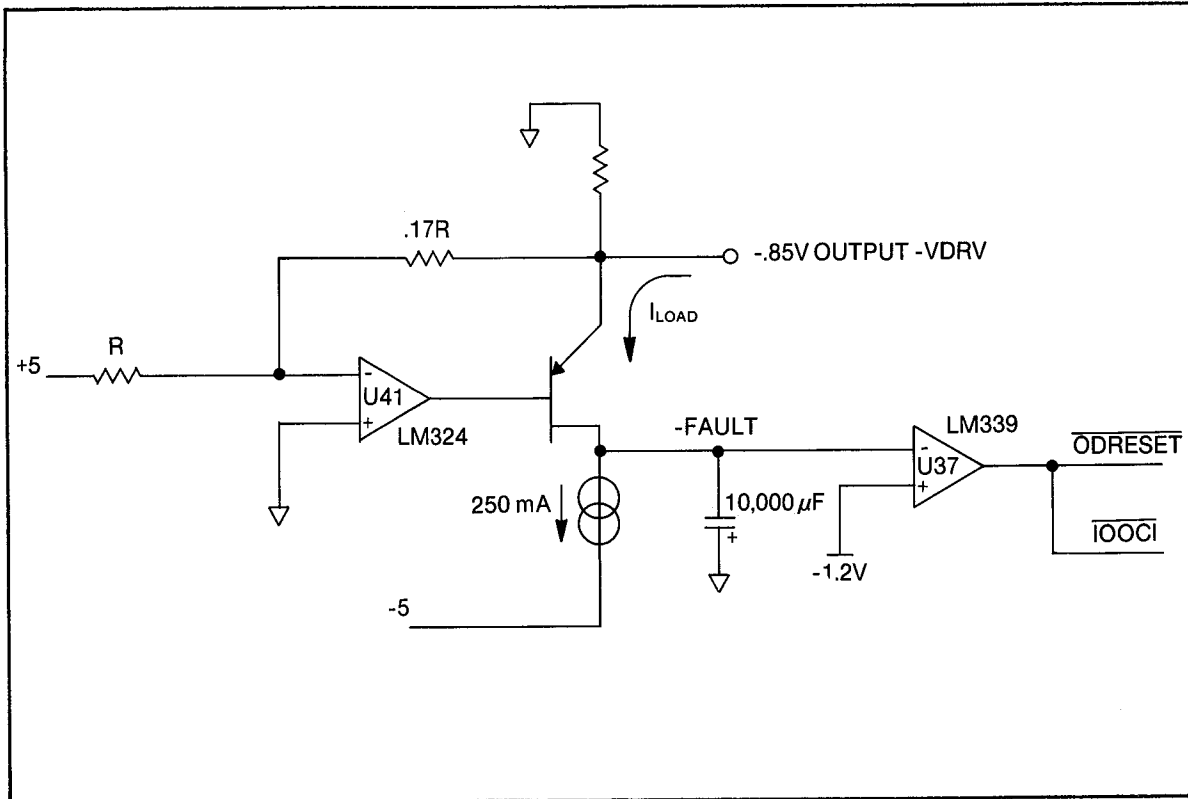 .17R
-.85V OUTPUT -VDRV
I LOAD
R
+5
-
U41
+
LM324
-FAULT
LM339
-
U37
+
ODRESET
IOOCI
250 mA
10,000 µF
+
-1.2V
-5